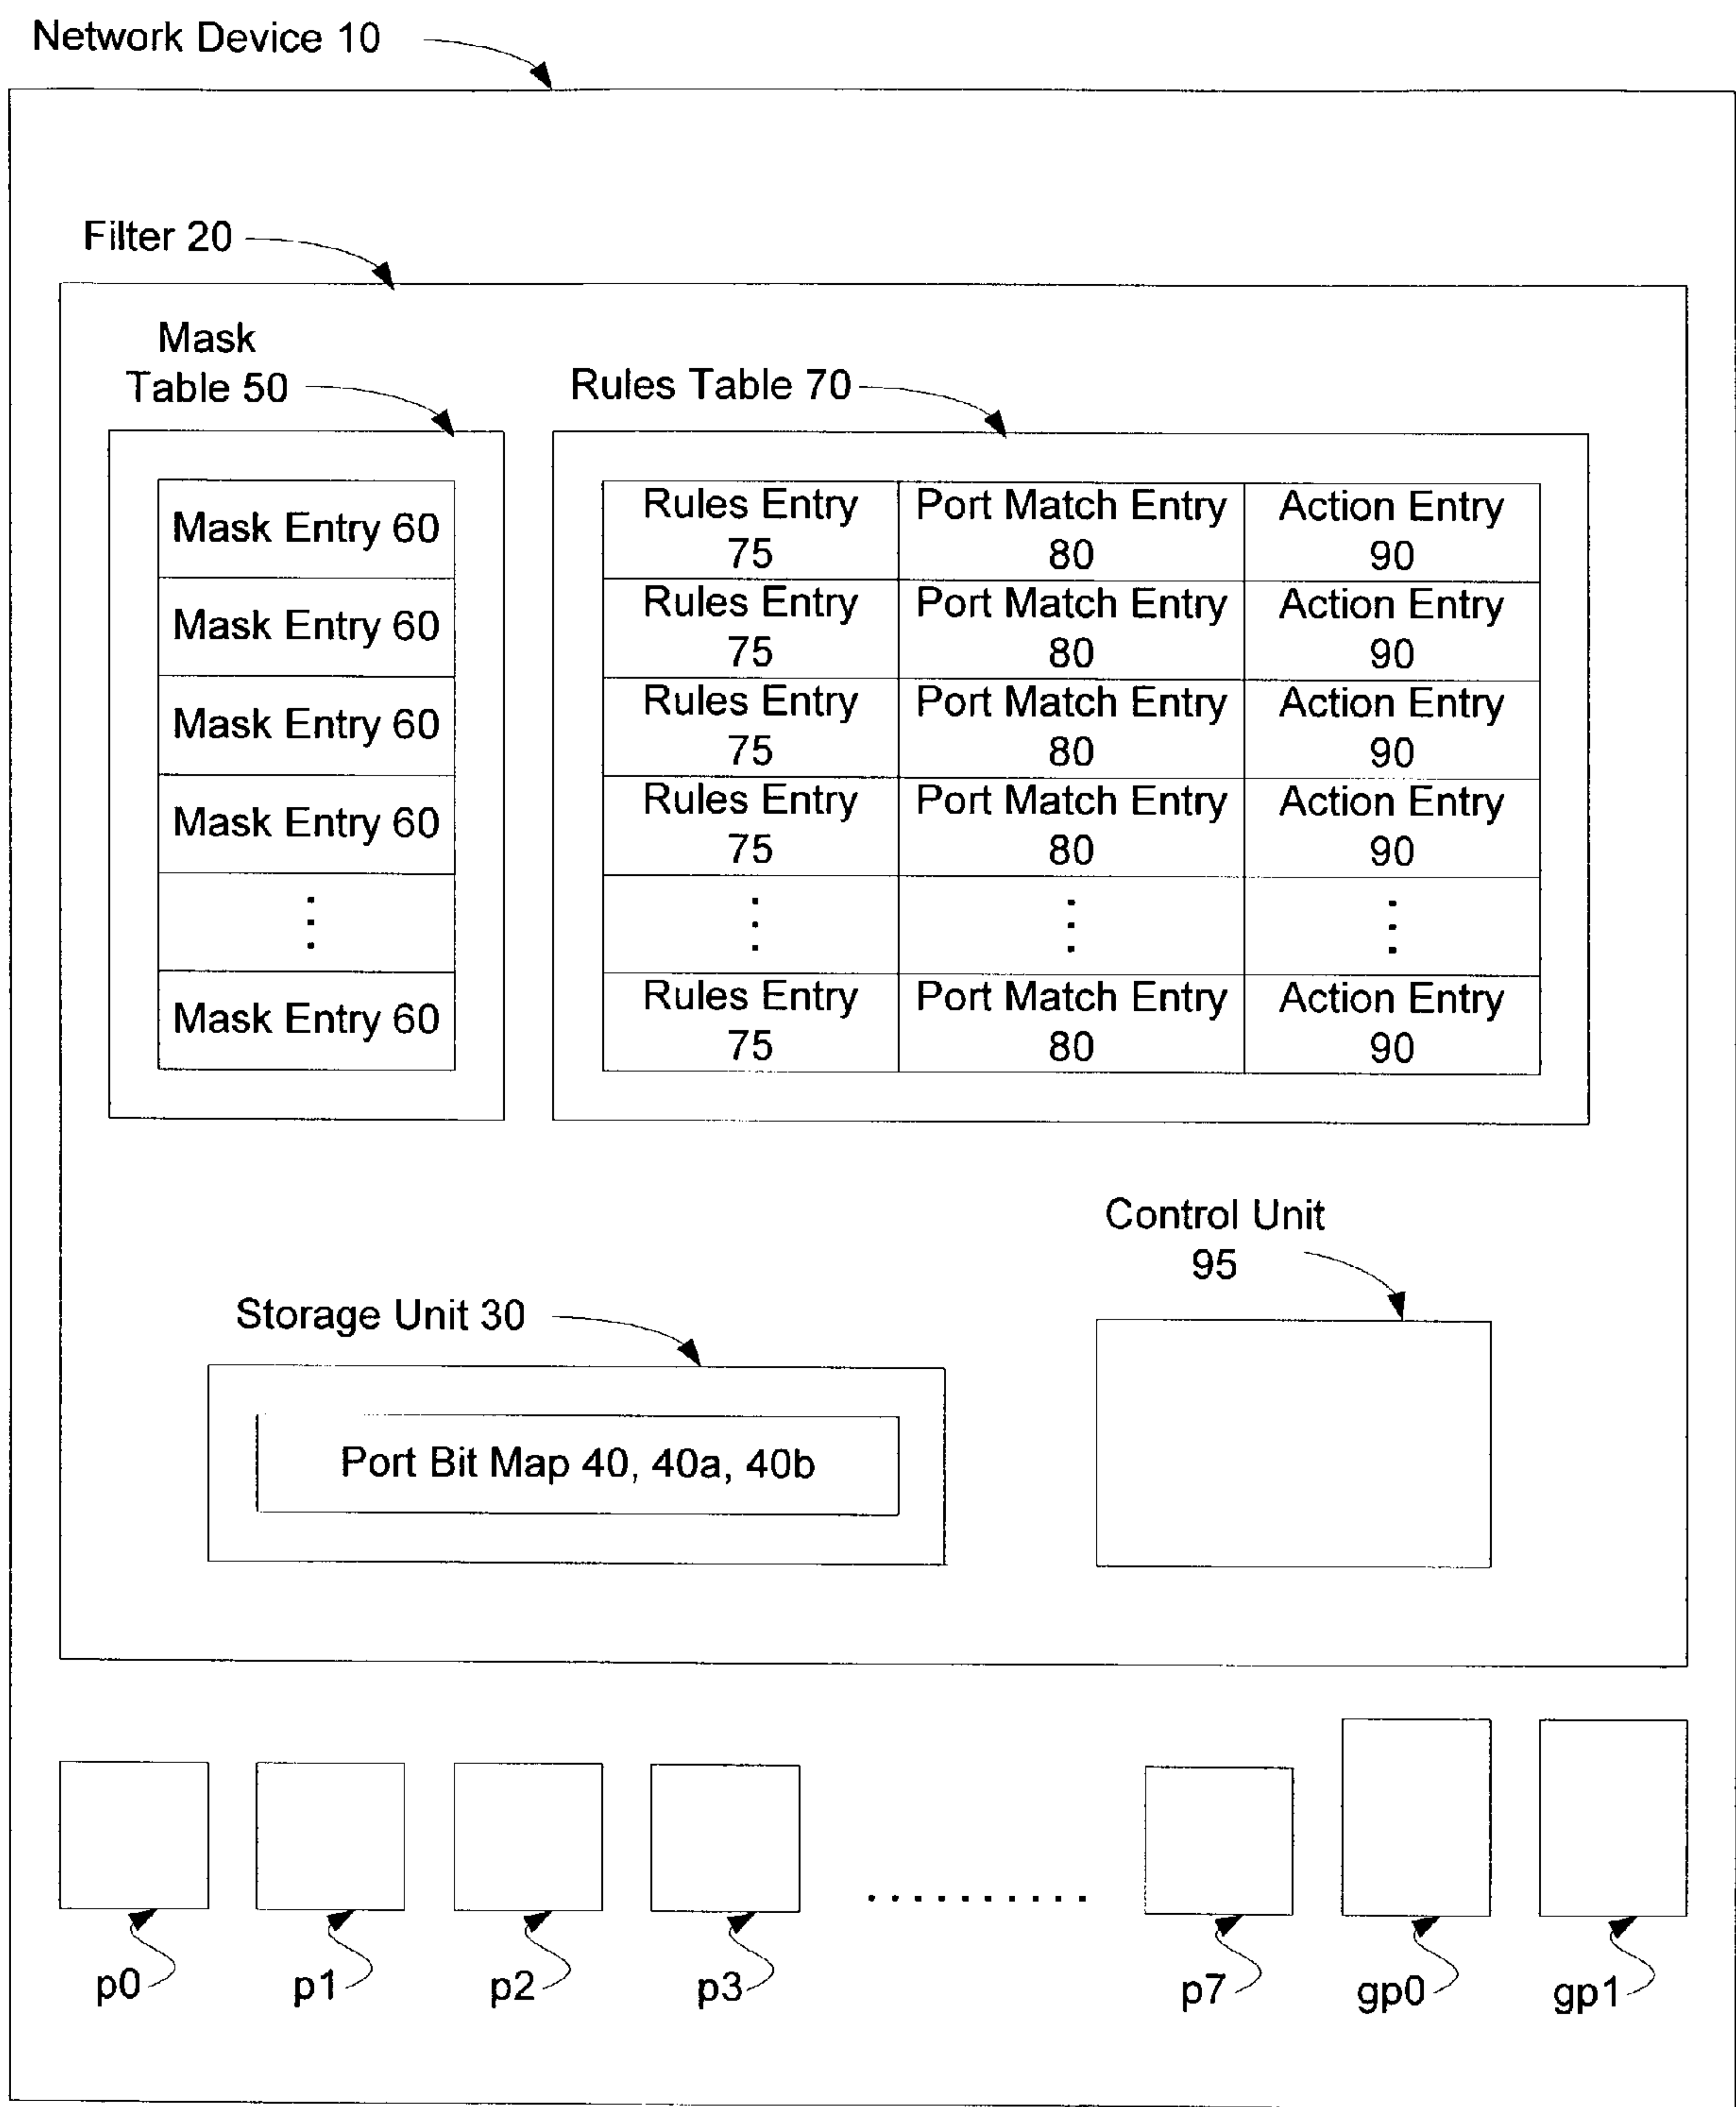 Network Device 10
Filter 20
Mask
Table 50
Rules Table 70
Mask Entry 60
Mask Entry 60
Mask Entry 60
Mask Entry 60
Mask Entry 60
Rules Entry Port Match Entry Action Entry
75 80 90
Rules Entry Port Match Entry Action Entry
75 80 90
Rules Entry Port Match Entry Action Entry
75 80 90
Rules Entry Port Match Entry Action Entry
75 80 90
Rules Entry Port Match Entry Action Entry
75 80 90
Control Unit
95
Storage Unit 30
Port Bit Map 40, 40a, 40b
p0 p1 p2 p3 p7 gp0 gp1